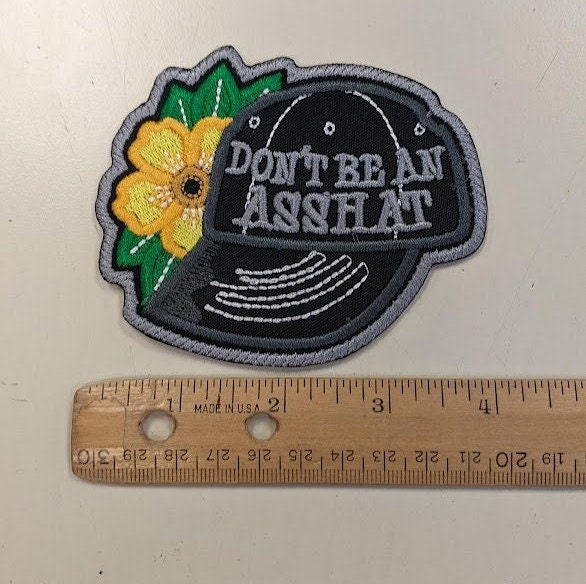 DON'T BE AN
ASSHAT
1 MADE IN U.S.A. 2 3 4
30 29 28 27 26 25 24 23 22 21 20 19